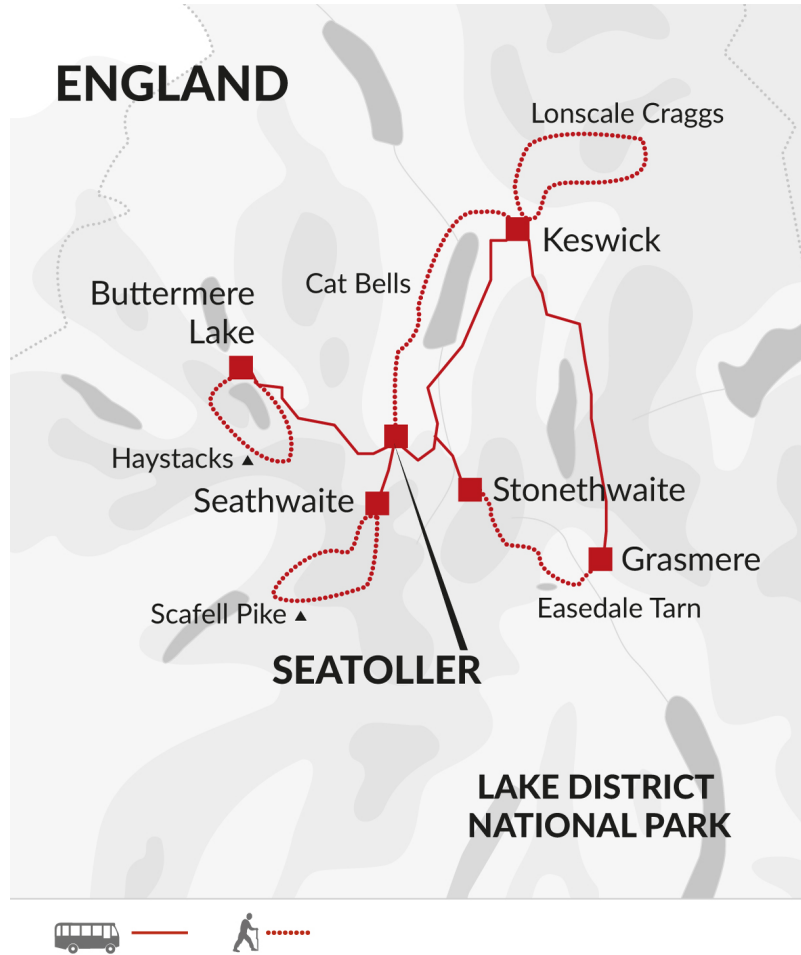 ENGLAND
Lonscale Craggs
Keswick
Cat Bells
Buttermere
Lake
Haystacks
Seathwaite
Stonethwaite
Grasmere
Scafell Pike
Easedale Tarn
SEATOLLER
LAKE DISTRICT
NATIONAL PARK